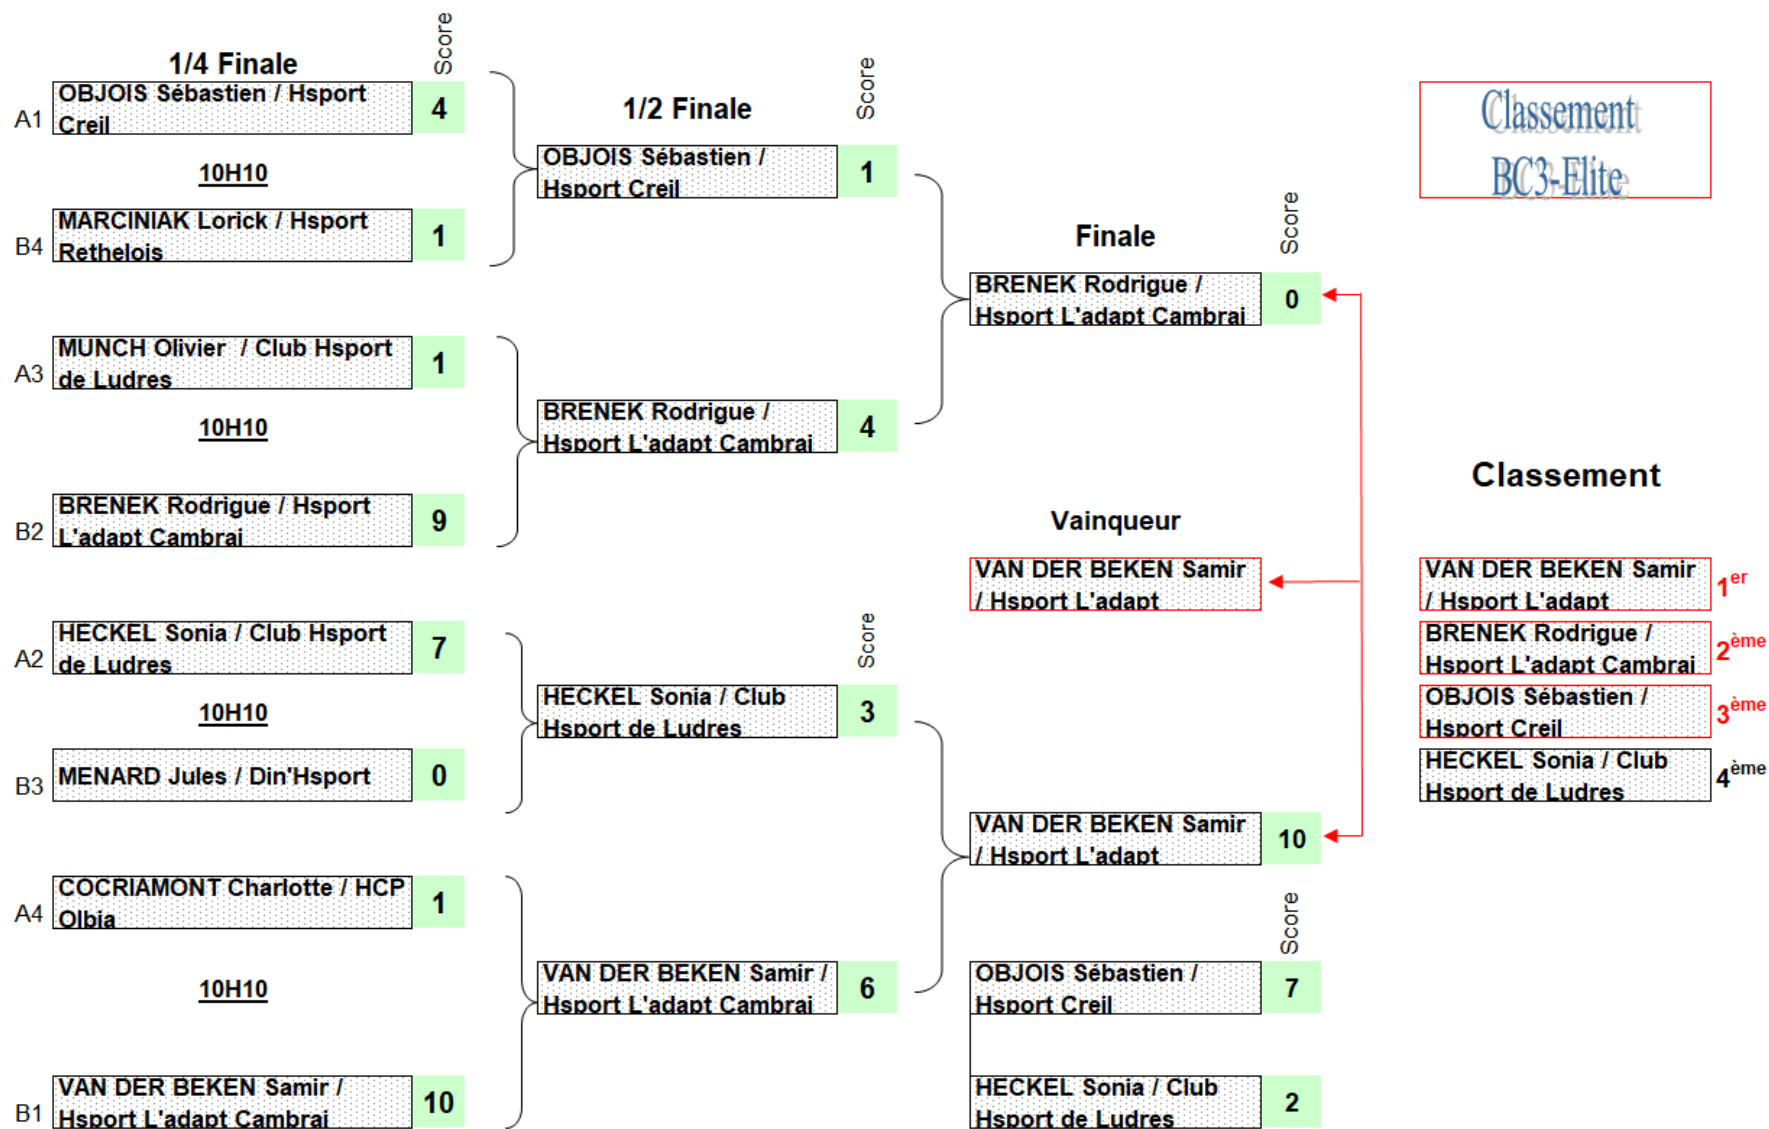 1/4 Finale
Score
A1
OBJOIS Sébastien / Hsport
Creil
4
10H10
B4
MARCINIAK Lorick / Hsport
Rethelois
1
A3
MUNCH Olivier / Club Hsport
de Ludres
1
10H10
B2
BRENEK Rodrigue / Hsport
L'adapt Cambrai
9
A2
HECKEL Sonia / Club Hsport
de Ludres
7
10H10
B3
MENARD Jules / Din'Hsport
0
A4
COCRIAMONT Charlotte / HCP
Olbia
1
10H10
B1
VAN DER BEKEN Samir /
Hsport L'adapt Cambrai
10
1/2 Finale
Score
OBJOIS Sébastien /
Hsport Creil
1
BRENEK Rodrigue /
Hsport L'adapt Cambrai
4
Score
HECKEL Sonia / Club
Hsport de Ludres
3
VAN DER BEKEN Samir /
Hsport L'adapt Cambrai
6
Finale
Score
BRENEK Rodrigue /
Hsport L'adapt Cambrai
0
Vainqueur
VAN DER BEKEN Samir
/ Hsport L'adapt
VAN DER BEKEN Samir
/ Hsport L'adapt
10
Score
OBJOIS Sébastien /
Hsport Creil
7
HECKEL Sonia / Club
Hsport de Ludres
2
Classement
BC3-Elite
Classement
VAN DER BEKEN Samir
/ Hsport L'adapt
1er
BRENEK Rodrigue /
Hsport L'adapt Cambrai
2ème
OBJOIS Sébastien /
Hsport Creil
3ème
HECKEL Sonia / Club
Hsport de Ludres
4ème